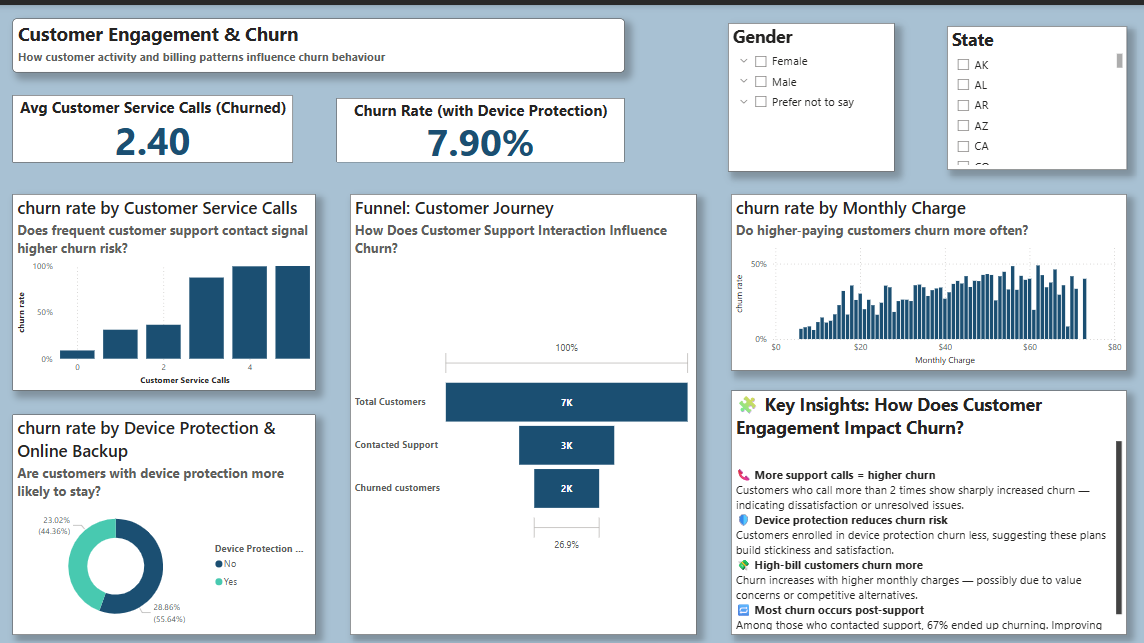 Customer Engagement & Churn
How customer activity and billing patterns influence churn behaviour
Gender
Female
Male
Prefer not to say
State
AK
AL
AR
AZ
CA
Avg Customer Service Calls (Churned)
2.40
Churn Rate (with Device Protection)
7.90%
churn rate by Customer Service Calls
Does frequent customer support contact signal
higher churn risk?
100%
50%
0%
churn rate
0
2
4
Customer Service Calls
churn rate by Device Protection &
Online Backup
Are customers with device protection more
likely to stay?
23.02%
(44.36%)
28.86%
(55.64%)
Device Protection ...
No
Yes
Funnel: Customer Journey
How Does Customer Support Interaction Influence
Churn?
100%
Total Customers
7K
Contacted Support
3K
Churned customers
2K
26.9%
churn rate by Monthly Charge
Do higher-paying customers churn more often?
50%
0%
churn rate
$0
$20
$40
$60
$80
Monthly Charge
Key Insights: How Does Customer
Engagement Impact Churn?
More support calls = higher churn
Customers who call more than 2 times show sharply increased churn —
indicating dissatisfaction or unresolved issues.
Device protection reduces churn risk
Customers enrolled in device protection churn less, suggesting these plans
build stickiness and satisfaction.
High-bill customers churn more
Churn increases with higher monthly charges — possibly due to value
concerns or competitive alternatives.
Most churn occurs post-support
Among those who contacted support, 67% ended up churning. Improving